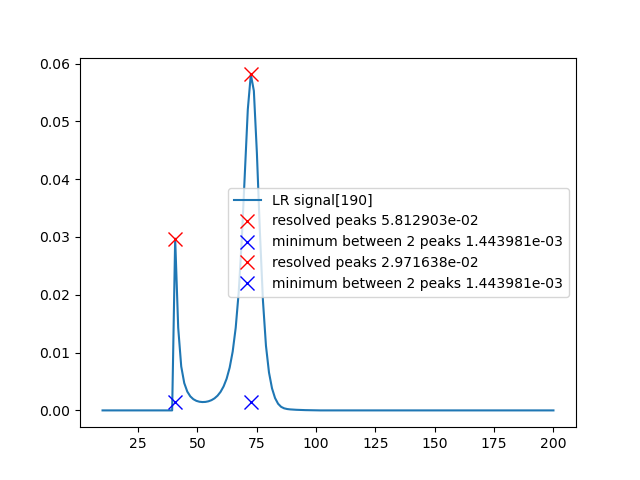 0.06
0.05
0.04
0.03
0.02
0.01
0.00
LR signal[190]
resolved peaks 5.812903e-02
minimum between 2 peaks 1.443981e-03
resolved peaks 2.971638e-02
minimum between 2 peaks 1.443981e-03
25 50 75 100 125 150 175 200